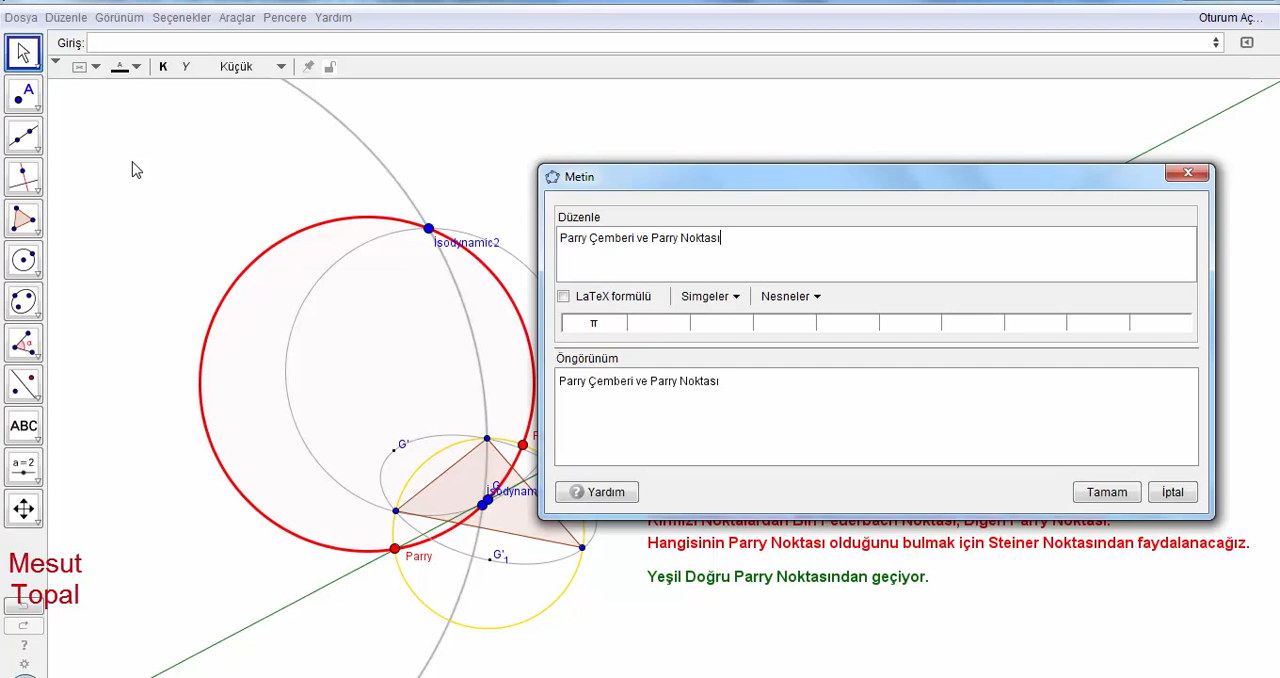 Dosya Düzenle Görünüm Seçenekler Araçlar Pencere Yardım Oturum Aç...
Giriş:
A K Y Küçük
A
Metin
Düzenle
Parry Çemberi ve Parry Noktası
LaTeX formülü Simgeler Nesneler
π
Öngörünüm
Parry Çemberi ve Parry Noktası
? Yardım Tamam İptal
İsodynamic2
G'
G
Parry
G'1
α
ABC
a=2
Hangisinin Parry Noktası olduğunu bulmak için Steiner Noktasından faydalanacağız.
Yeşil Doğru Parry Noktasından geçiyor.
Mesut
Topal
?